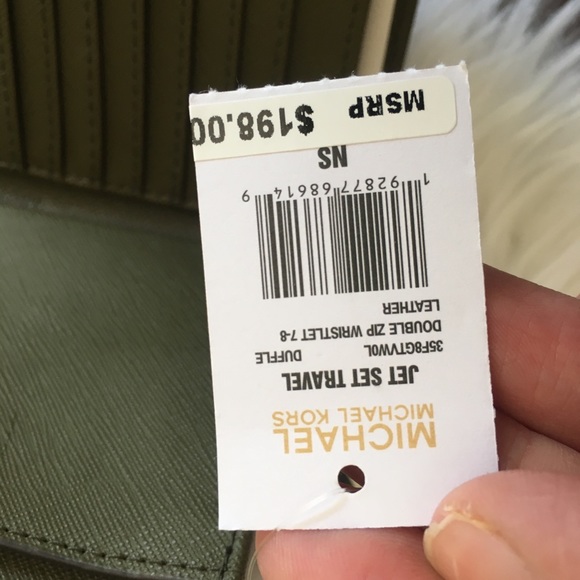 MICHAEL
MICHAEL KORS
JET SET TRAVEL
35F8GTVW0L DUFFLE
DOUBLE ZIP WRISTLET 7-8
LEATHER
1 92877 68614 9
NS
MSRP $198.00